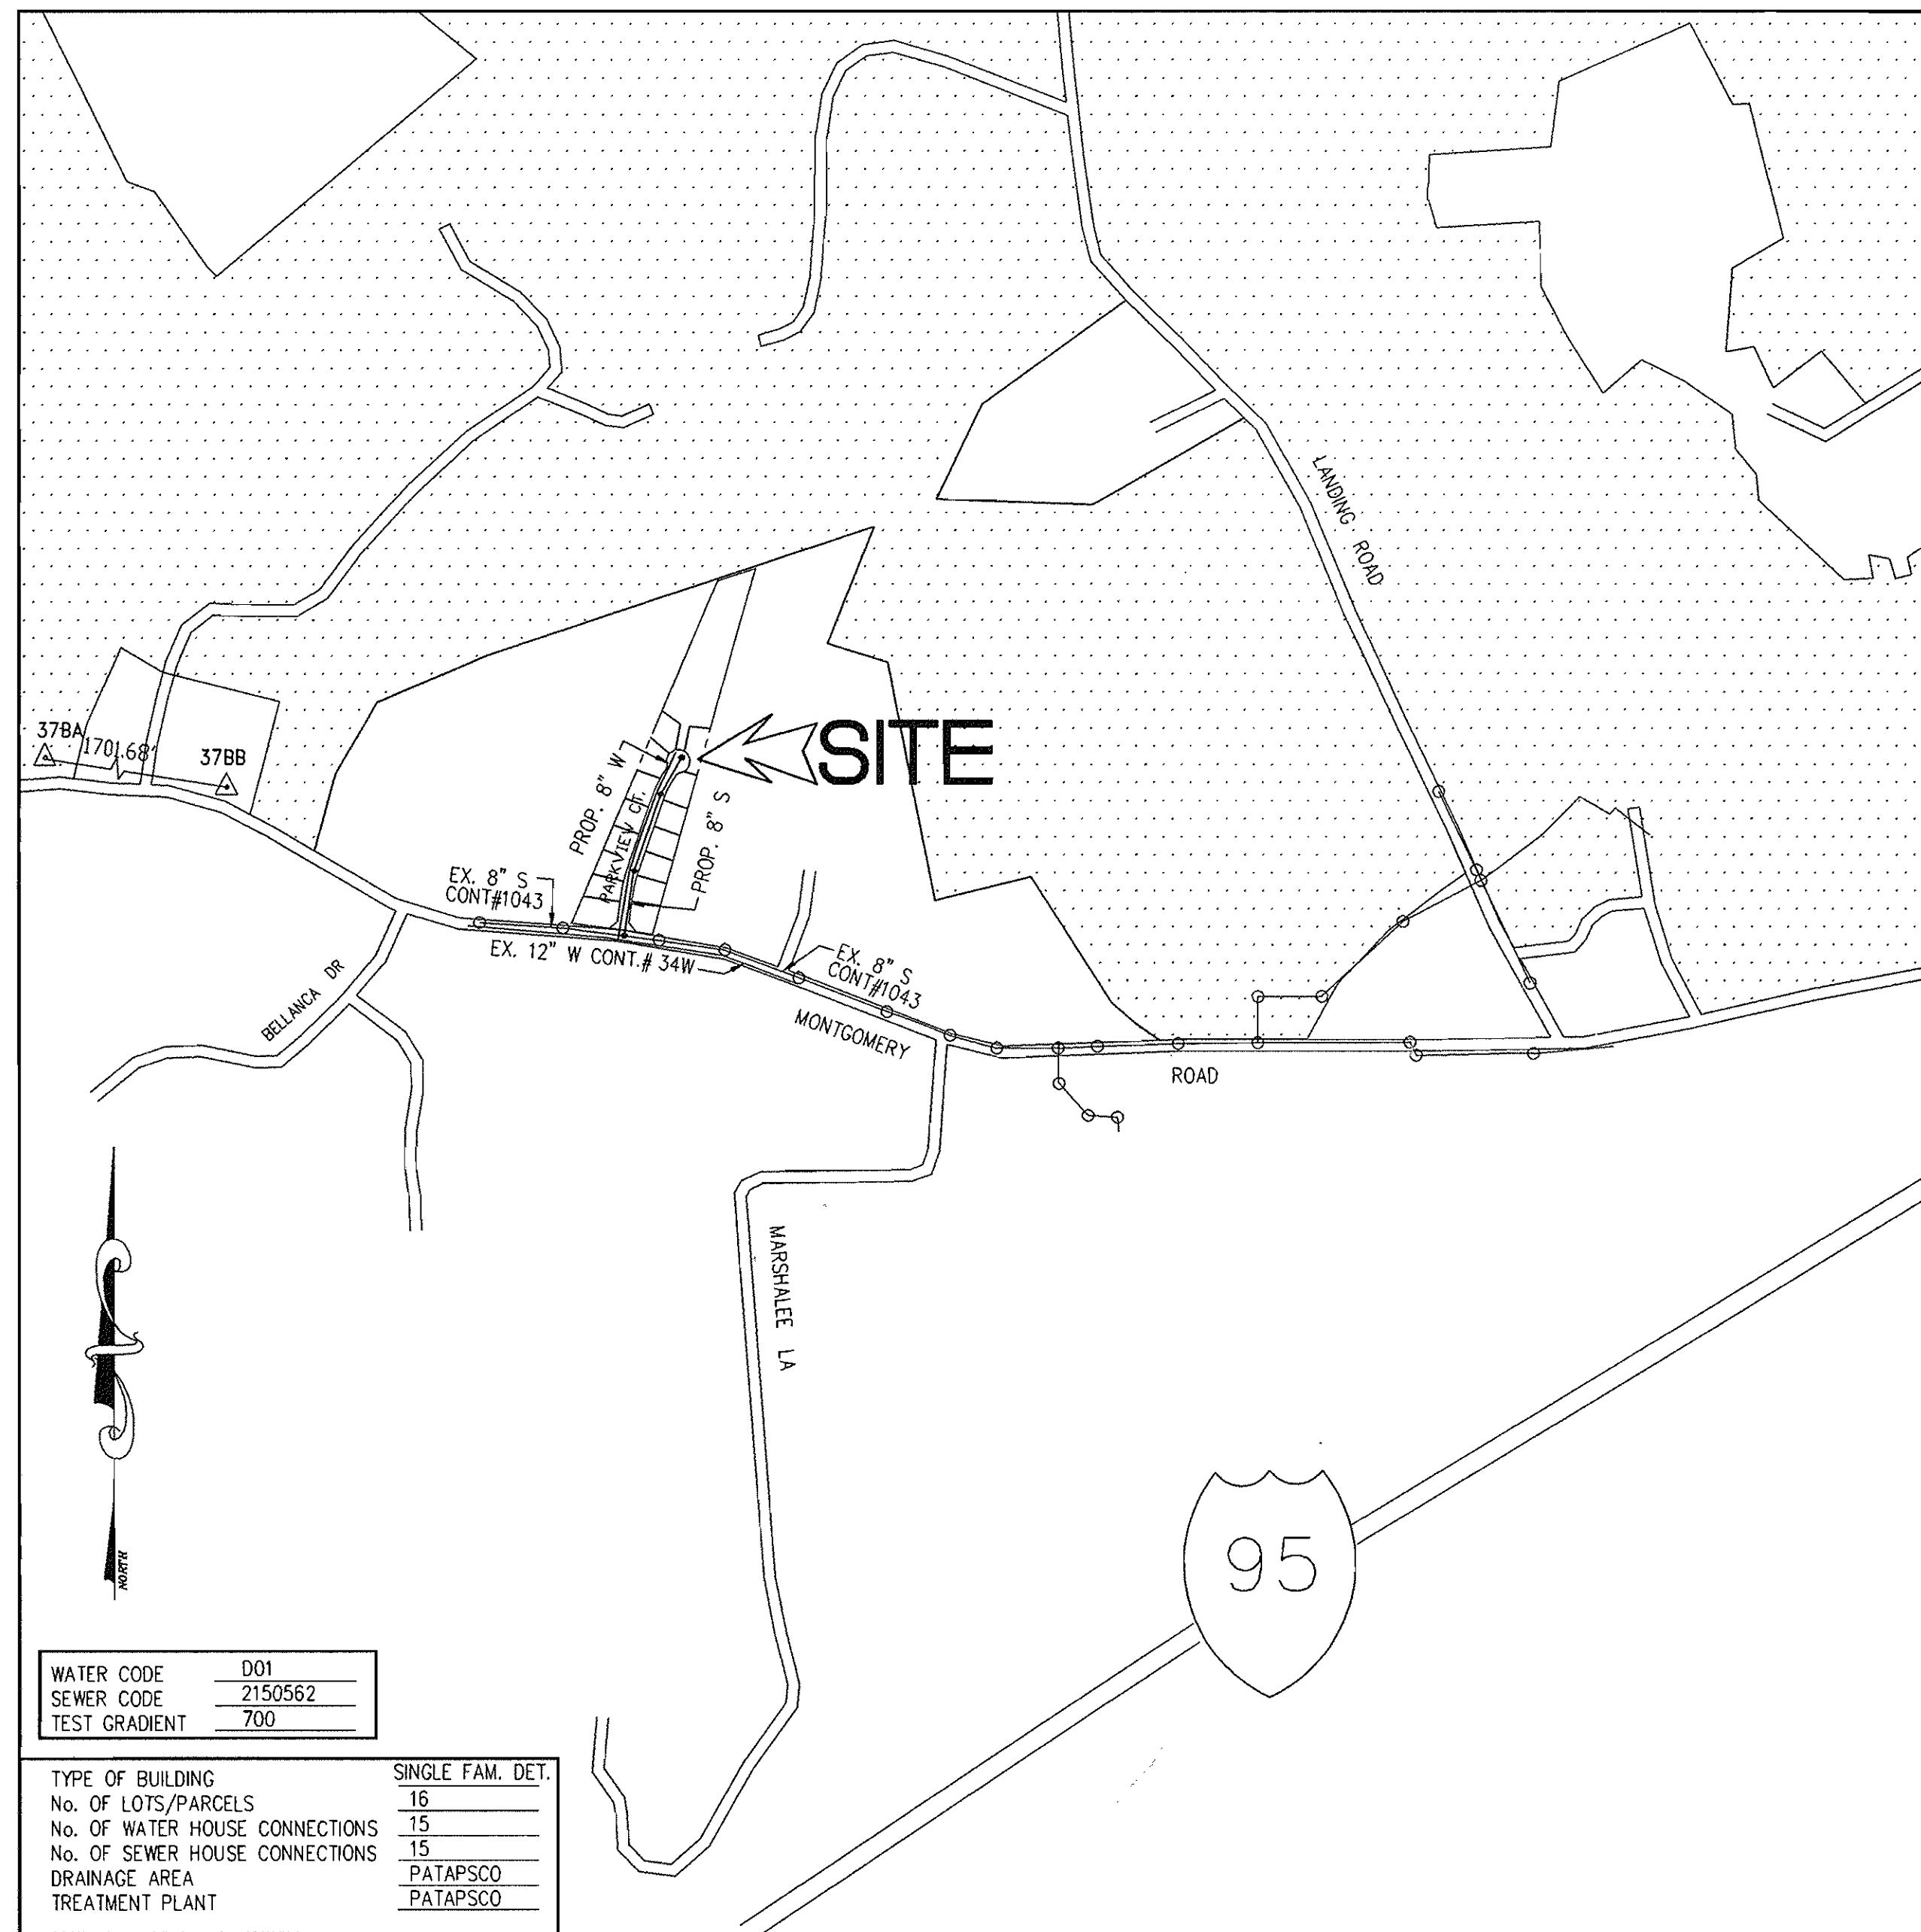 LANDING ROAD
37BA
1701.68'
37BB
SITE
PROP. 8" W
PARKVIEW CT.
PROP. 8" S
EX. 8" S
CONT#1043
EX. 12" W CONT.# 34W
EX. 8" S
CONT#1043
BELLANCA DR
MONTGOMERY ROAD
MARSHALEE LA
NORTH
95
WATER CODE D01
SEWER CODE 2150562
TEST GRADIENT 700
TYPE OF BUILDING SINGLE FAM. DET.
No. OF LOTS/PARCELS 16
No. OF WATER HOUSE CONNECTIONS 15
No. OF SEWER HOUSE CONNECTIONS 15
DRAINAGE AREA PATAPSCO
TREATMENT PLANT PATAPSCO